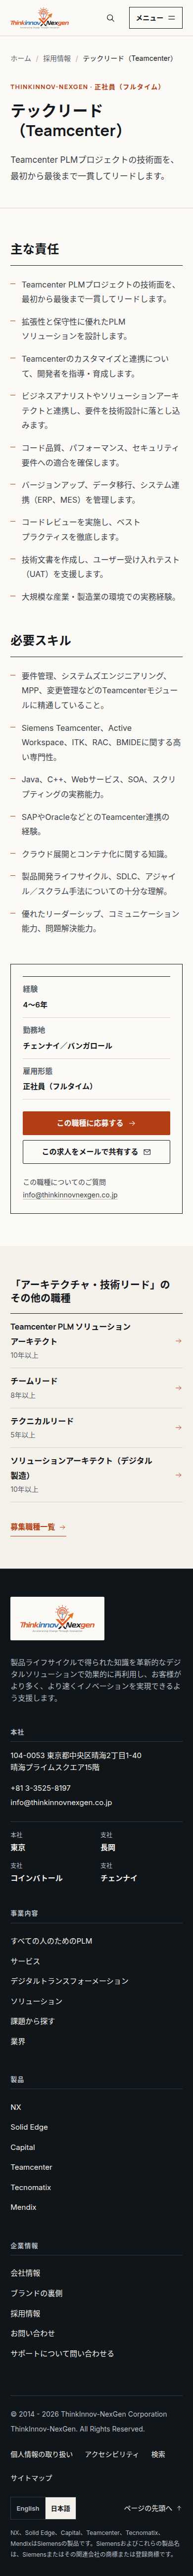 Thinkinnov-Nexgen
メニュー
ホーム / 採用情報 / テックリード（Teamcenter）
THINKINNOV-NEXGEN · 正社員（フルタイム）
テックリード
（Teamcenter）
Teamcenter PLMプロジェクトの技術面を、
最初から最後まで一貫してリードします。
主な責任
Teamcenter PLMプロジェクトの技術面を、
最初から最後まで一貫してリードします。
拡張性と保守性に優れたPLM
ソリューションを設計します。
Teamcenterのカスタマイズと連携につい
て、開発者を指導・育成します。
ビジネスアナリストやソリューションアーキ
テクトと連携し、要件を技術設計に落とし込
みます。
コード品質、パフォーマンス、セキュリティ
要件への適合を確保します。
バージョンアップ、データ移行、システム連
携（ERP、MES）を管理します。
コードレビューを実施し、ベスト
プラクティスを徹底します。
技術文書を作成し、ユーザー受け入れテスト
（UAT）を支援します。
大規模な産業・製造業の環境での実務経験。
必要スキル
要件管理、システムズエンジニアリング、
MPP、変更管理などのTeamcenterモジュー
ルに精通していること。
Siemens Teamcenter、Active
Workspace、ITK、RAC、BMIDEに関する高
い専門性。
Java、C++、Webサービス、SOA、スクリ
プティングの実務能力。
SAPやOracleなどとのTeamcenter連携の
経験。
クラウド展開とコンテナ化に関する知識。
製品開発ライフサイクル、SDLC、アジャイ
ル／スクラム手法についての十分な理解。
優れたリーダーシップ、コミュニケーション
能力、問題解決能力。
経験
4〜6年
勤務地
チェンナイ／バンガロール
雇用形態
正社員（フルタイム）
この職種に応募する →
この求人をメールで共有する
この職種についてのご質問
info@thinkinnovnexgen.co.jp
「アーキテクチャ・技術リード」の
その他の職種
Teamcenter PLM ソリューション
アーキテクト
10年以上
→
チームリード
8年以上
→
テクニカルリード
5年以上
→
ソリューションアーキテクト（デジタル
製造）
10年以上
→
募集職種一覧 →
Thinkinnov-Nexgen
製品ライフサイクルで得られた知識を革新的なデジ
タルソリューションで効果的に再利用し、お客様が
より多く、より速くイノベーションを実現できるよ
う支援します。
本社
104-0053 東京都中央区晴海2丁目1-40
晴海プライムスクエア15階
+81 3-3525-8197
info@thinkinnovnexgen.co.jp
本社
東京
支社
長岡
支社
コインバトール
支社
チェンナイ
事業内容
すべての人のためのPLM
サービス
デジタルトランスフォーメーション
ソリューション
課題から探す
業界
製品
NX
Solid Edge
Capital
Teamcenter
Tecnomatix
Mendix
企業情報
会社情報
ブランドの裏側
採用情報
お問い合わせ
サポートについて問い合わせる
© 2014 - 2026 ThinkInnov-NexGen Corporation
ThinkInnov-NexGen. All Rights Reserved.
個人情報の取り扱い アクセシビリティ 検索
サイトマップ
English 日本語
ページの先頭へ ↑
NX、Solid Edge、Capital、Teamcenter、Tecnomatix、
MendixはSiemensの製品です。Siemensおよびこれらの製品名
は、Siemensまたはその関連会社の商標または登録商標です。